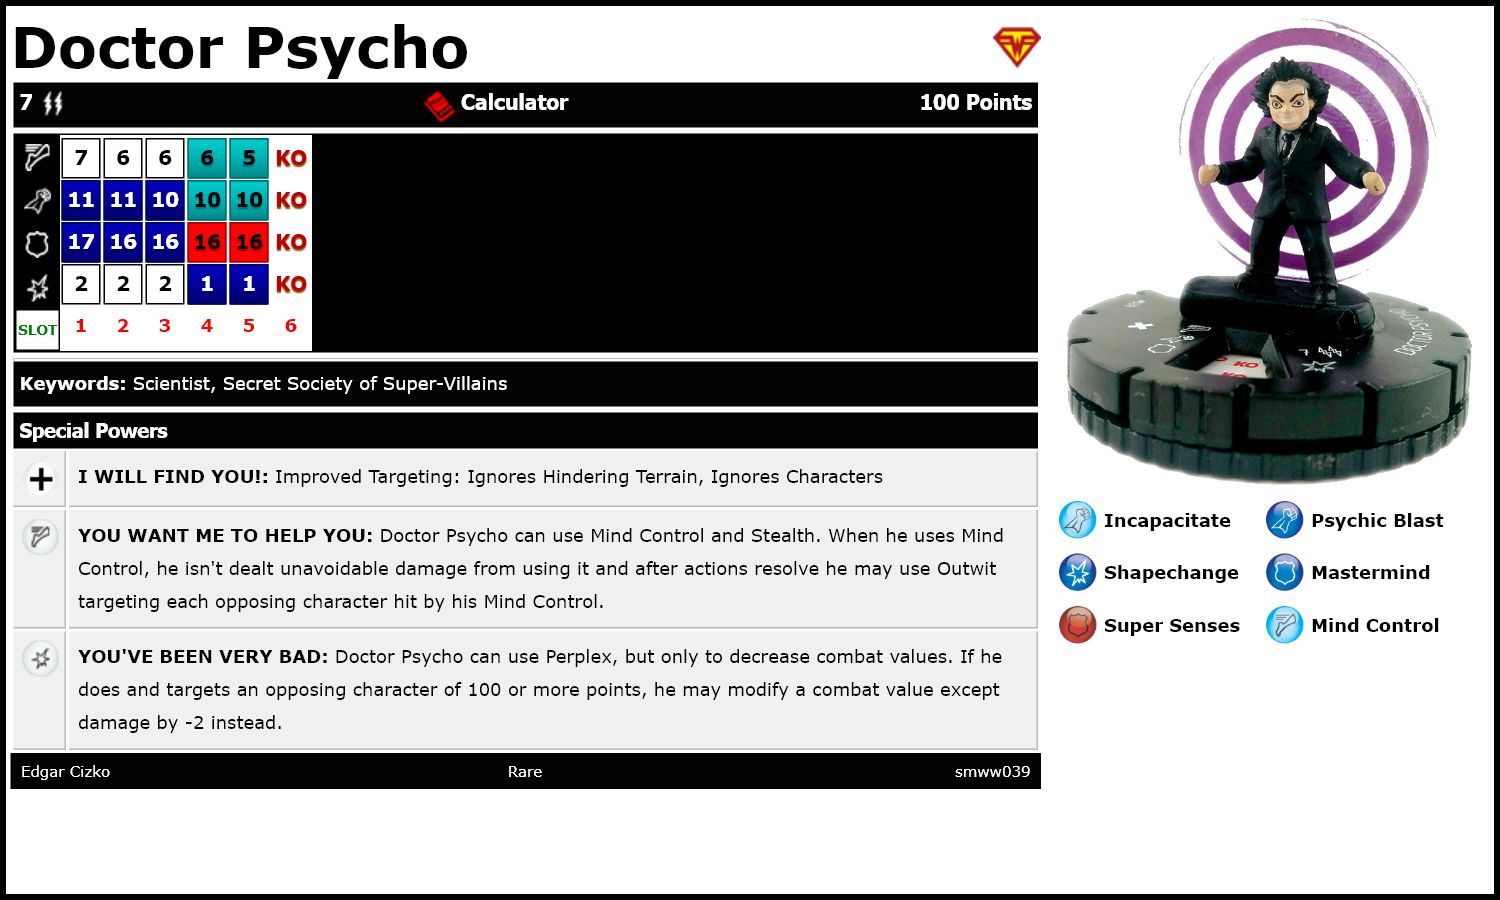 Doctor Psycho
7 Calculator 100 Points
7 6 6 6 5 KO
11 11 10 10 10 KO
17 16 16 16 16 KO
2 2 2 1 1 KO
SLOT 1 2 3 4 5 6
Keywords: Scientist, Secret Society of Super-Villains
Special Powers
+ I WILL FIND YOU!: Improved Targeting: Ignores Hindering Terrain, Ignores Characters
YOU WANT ME TO HELP YOU: Doctor Psycho can use Mind Control and Stealth. When he uses Mind
Control, he isn't dealt unavoidable damage from using it and after actions resolve he may use Outwit
targeting each opposing character hit by his Mind Control.
YOU'VE BEEN VERY BAD: Doctor Psycho can use Perplex, but only to decrease combat values. If he
does and targets an opposing character of 100 or more points, he may modify a combat value except
damage by -2 instead.
Edgar Cizko Rare smww039
DOCTOR PSYCHO
KO
KO
Incapacitate Psychic Blast
Shapechange Mastermind
Super Senses Mind Control